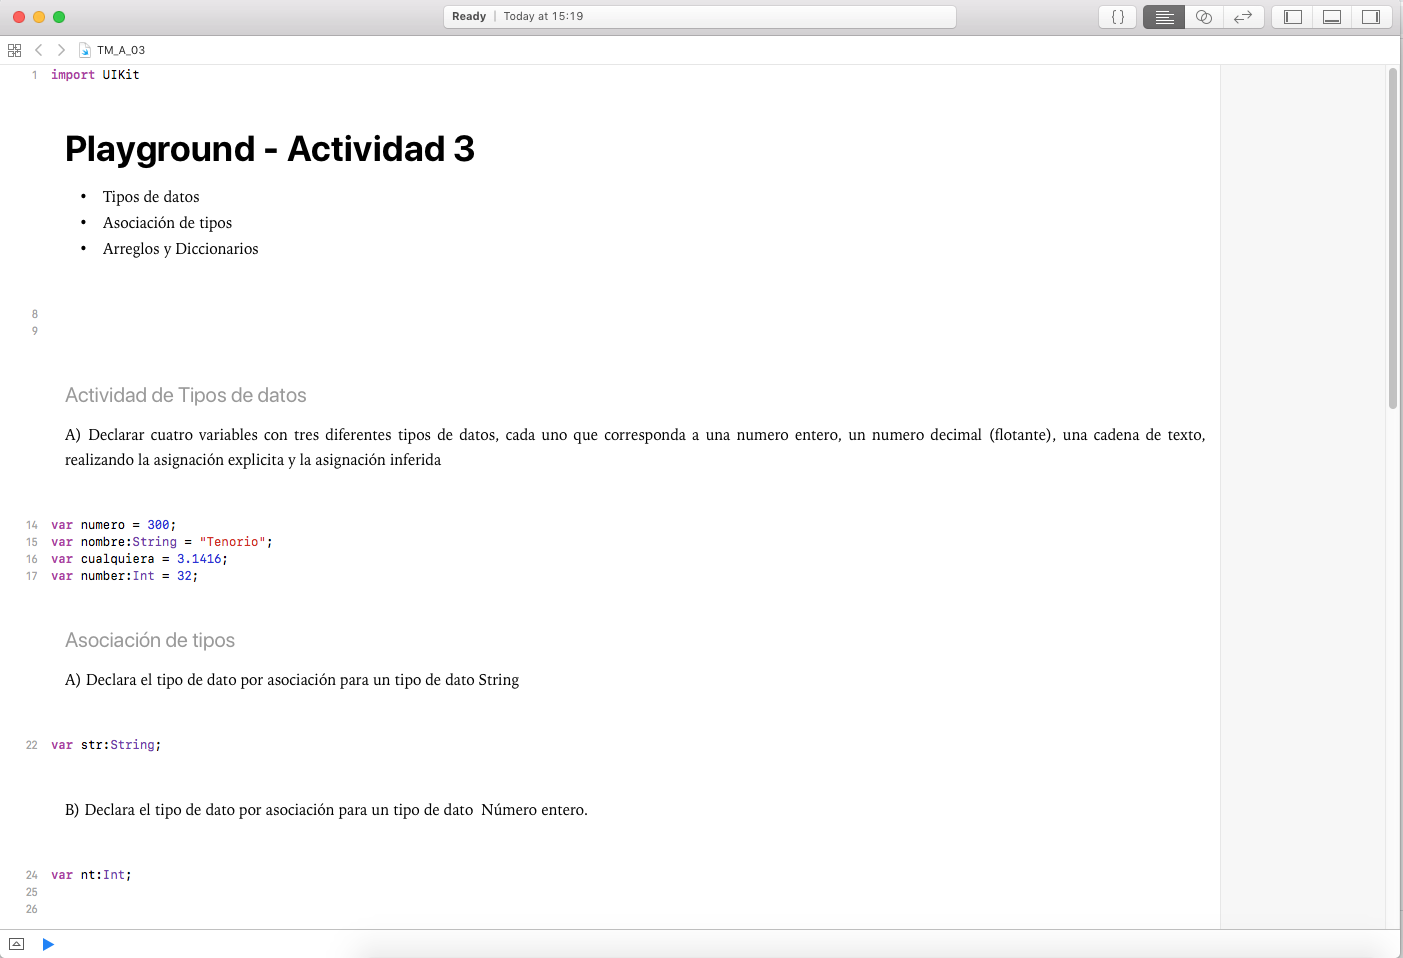 Ready | Today at 15:19
{ }
TM_A_03
1 import UIKit
Playground - Actividad 3
• Tipos de datos
• Asociación de tipos
• Arreglos y Diccionarios
8
9
Actividad de Tipos de datos
A) Declarar cuatro variables con tres diferentes tipos de datos, cada uno que corresponda a una numero entero, un numero decimal (flotante), una cadena de texto,
realizando la asignación explicita y la asignación inferida
14 var numero = 300;
15 var nombre:String = "Tenorio";
16 var cualquiera = 3.1416;
17 var number:Int = 32;
Asociación de tipos
A) Declara el tipo de dato por asociación para un tipo de dato String
22 var str:String;
B) Declara el tipo de dato por asociación para un tipo de dato  Número entero.
24 var nt:Int;
25
26